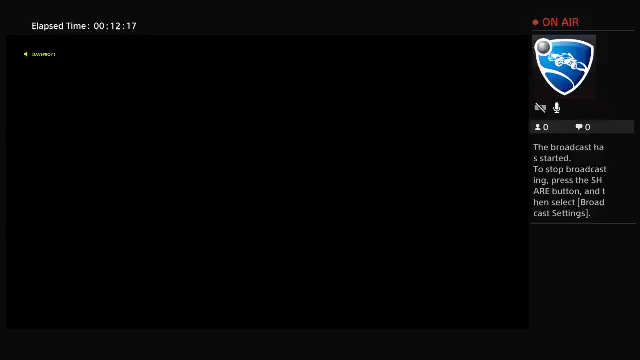 Elapsed Time: 00:12:17
ON AIR
0 0
The broadcast ha
s started.
To stop broadcast
ing, press the SH
ARE button, and t
hen select [Broad
cast Settings].